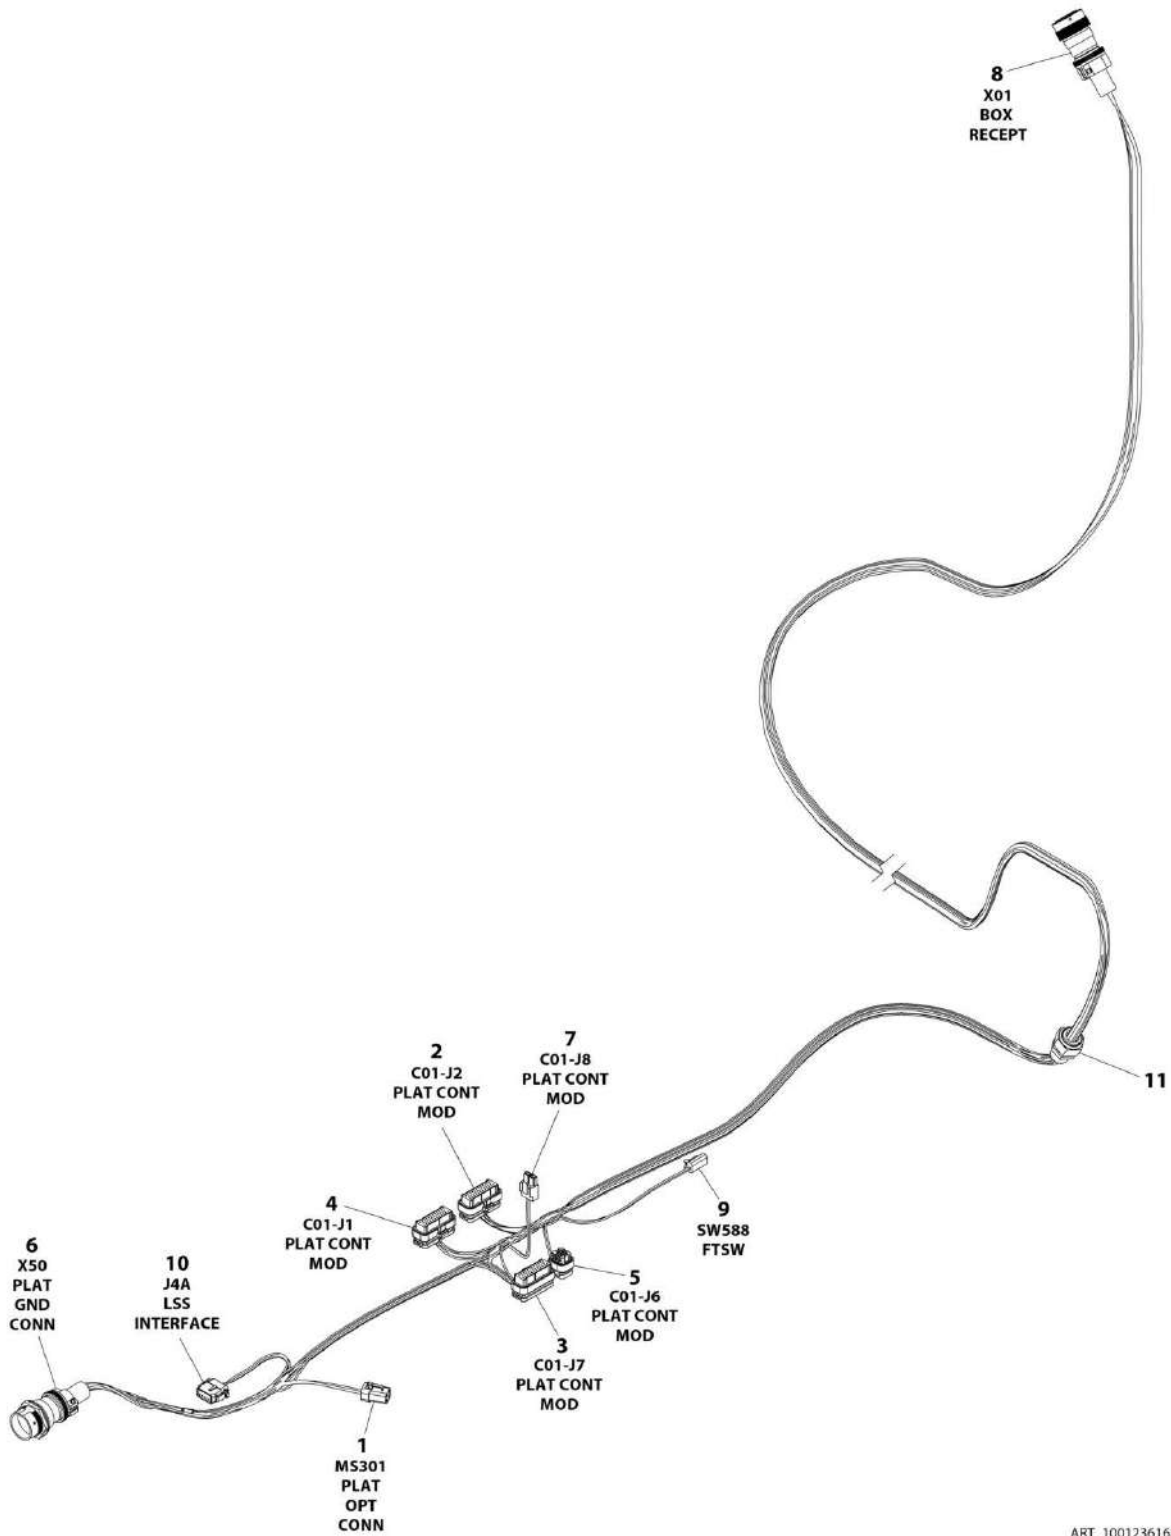 8
X01
BOX
RECEPT
11
7
C01-J8
PLAT CONT
MOD
2
C01-J2
PLAT CONT
MOD
4
C01-J1
PLAT CONT
MOD
9
SW588
FTSW
6
X50
PLAT
GND
CONN
10
J4A
LSS
INTERFACE
5
C01-J6
PLAT CONT
MOD
3
C01-J7
PLAT CONT
MOD
1
MS301
PLAT
OPT
CONN
ART_100123616